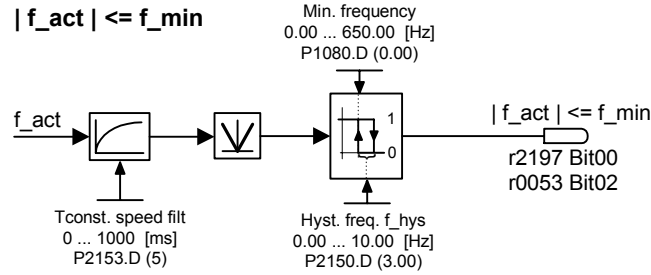 | f_act | <= f_min
Min. frequency
0.00 ... 650.00 [Hz]
P1080.D (0.00)
f_act
1
0
| f_act | <= f_min
r2197 Bit00
r0053 Bit02
Tconst. speed filt
0 ... 1000 [ms]
P2153.D (5)
Hyst. freq. f_hys
0.00 ... 10.00 [Hz]
P2150.D (3.00)